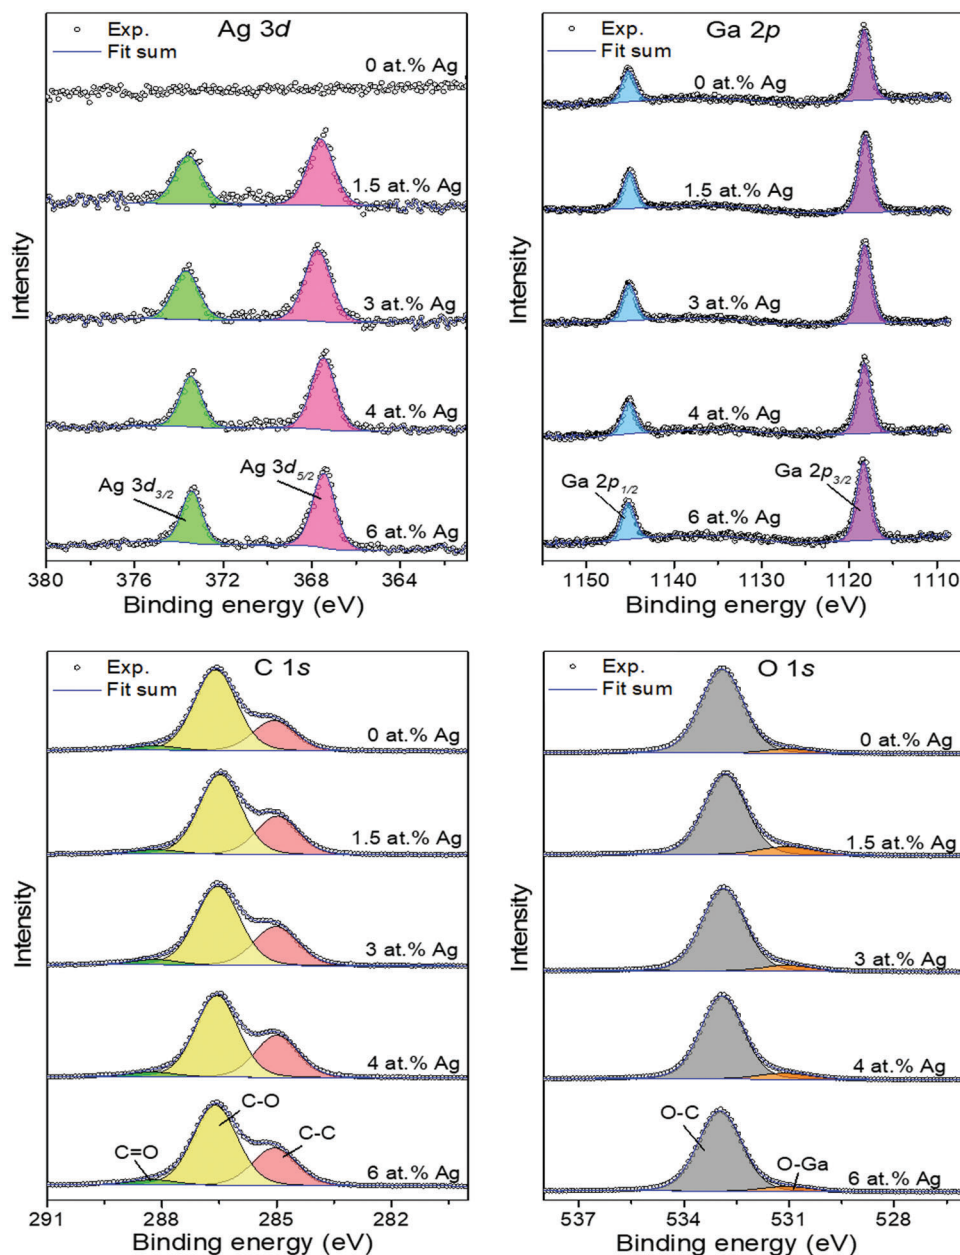 Exp.
Fit sum
Ag 3d
0 at.% Ag
1.5 at.% Ag
3 at.% Ag
4 at.% Ag
Ag 3d3/2
Ag 3d5/2
6 at.% Ag
Intensity
380 376 372 368 364
Binding energy (eV)
Exp.
Fit sum
Ga 2p
0 at.% Ag
1.5 at.% Ag
3 at.% Ag
4 at.% Ag
Ga 2p1/2
Ga 2p3/2
6 at.% Ag
Intensity
1150 1140 1130 1120 1110
Binding energy (eV)
Exp.
Fit sum
C 1s
0 at.% Ag
1.5 at.% Ag
3 at.% Ag
4 at.% Ag
C-O
C-C
C=O
6 at.% Ag
Intensity
291 288 285 282
Binding energy (eV)
Exp.
Fit sum
O 1s
0 at.% Ag
1.5 at.% Ag
3 at.% Ag
4 at.% Ag
O-C
O-Ga
6 at.% Ag
Intensity
537 534 531 528
Binding energy (eV)